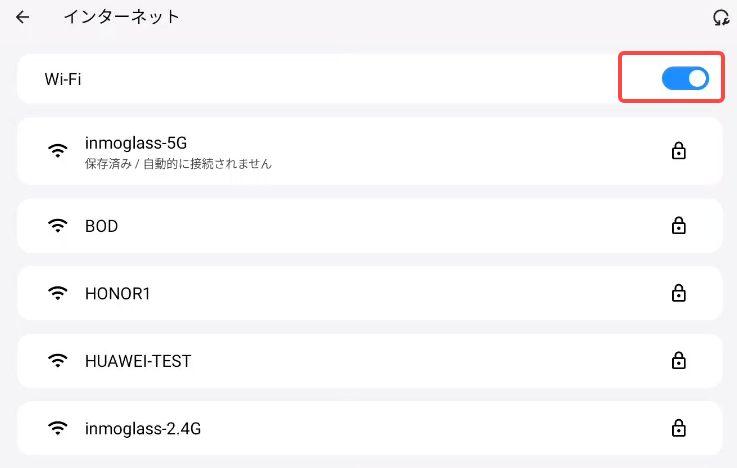 インターネット
Wi-Fi
inmoglass-5G
保存済み / 自動的に接続されません
BOD
HONOR1
HUAWEI-TEST
inmoglass-2.4G